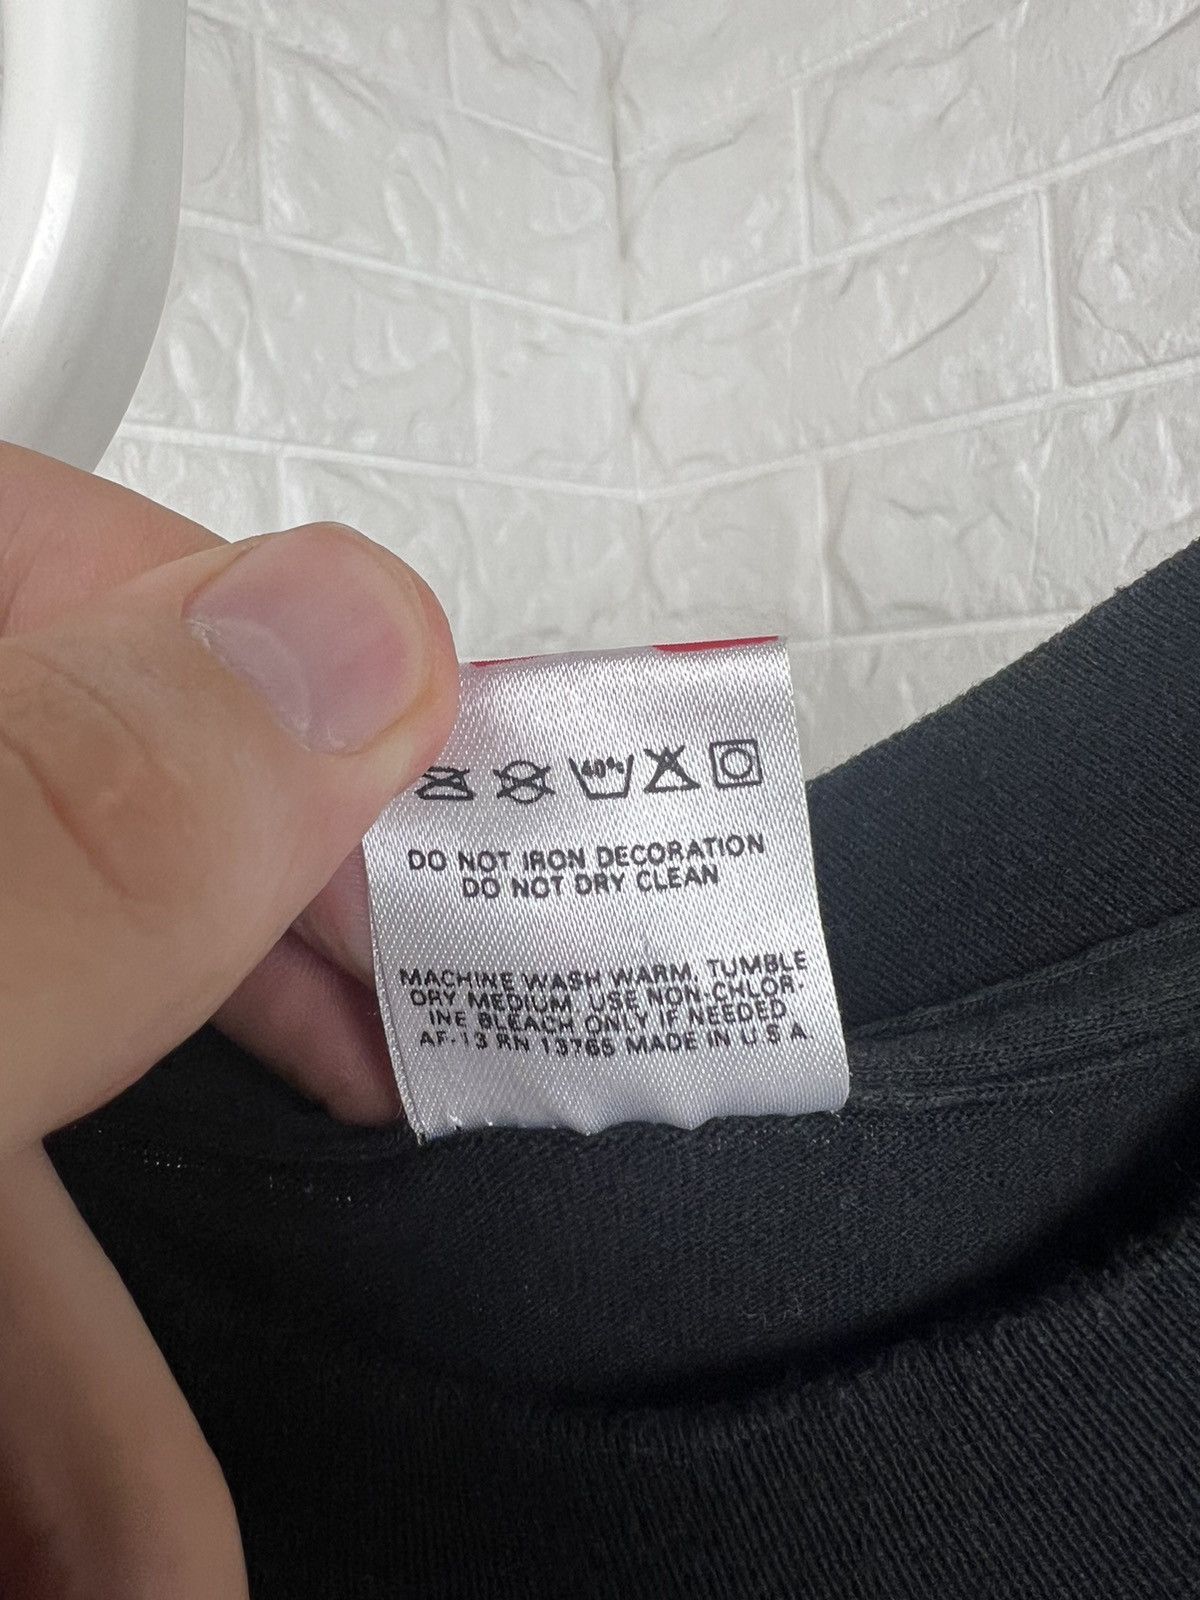 40°
DO NOT IRON DECORATION
DO NOT DRY CLEAN
MACHINE WASH WARM, TUMBLE
DRY MEDIUM, USE NON-CHLOR-
INE BLEACH ONLY IF NEEDED
AF-13 RN 13765 MADE IN U S A